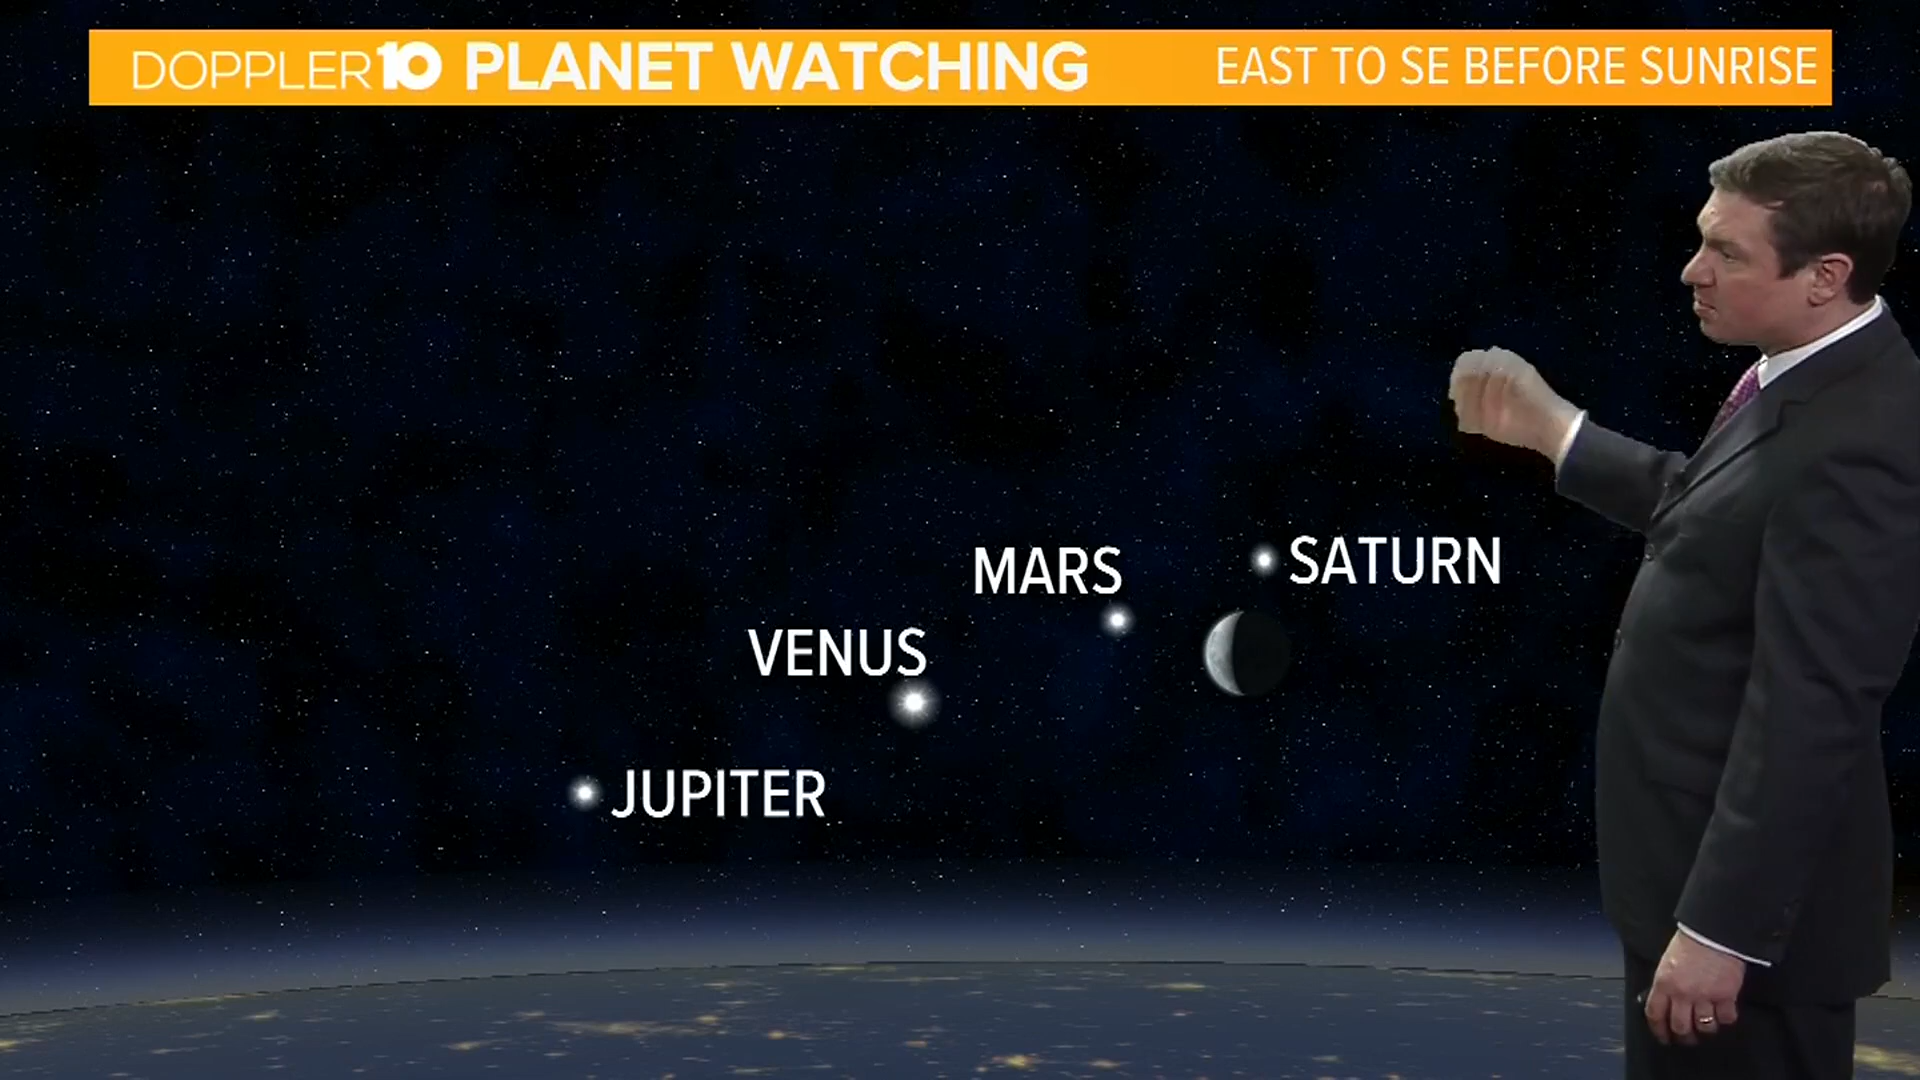 DOPPLER10 PLANET WATCHING
EAST TO SE BEFORE SUNRISE
MARS
SATURN
VENUS
JUPITER